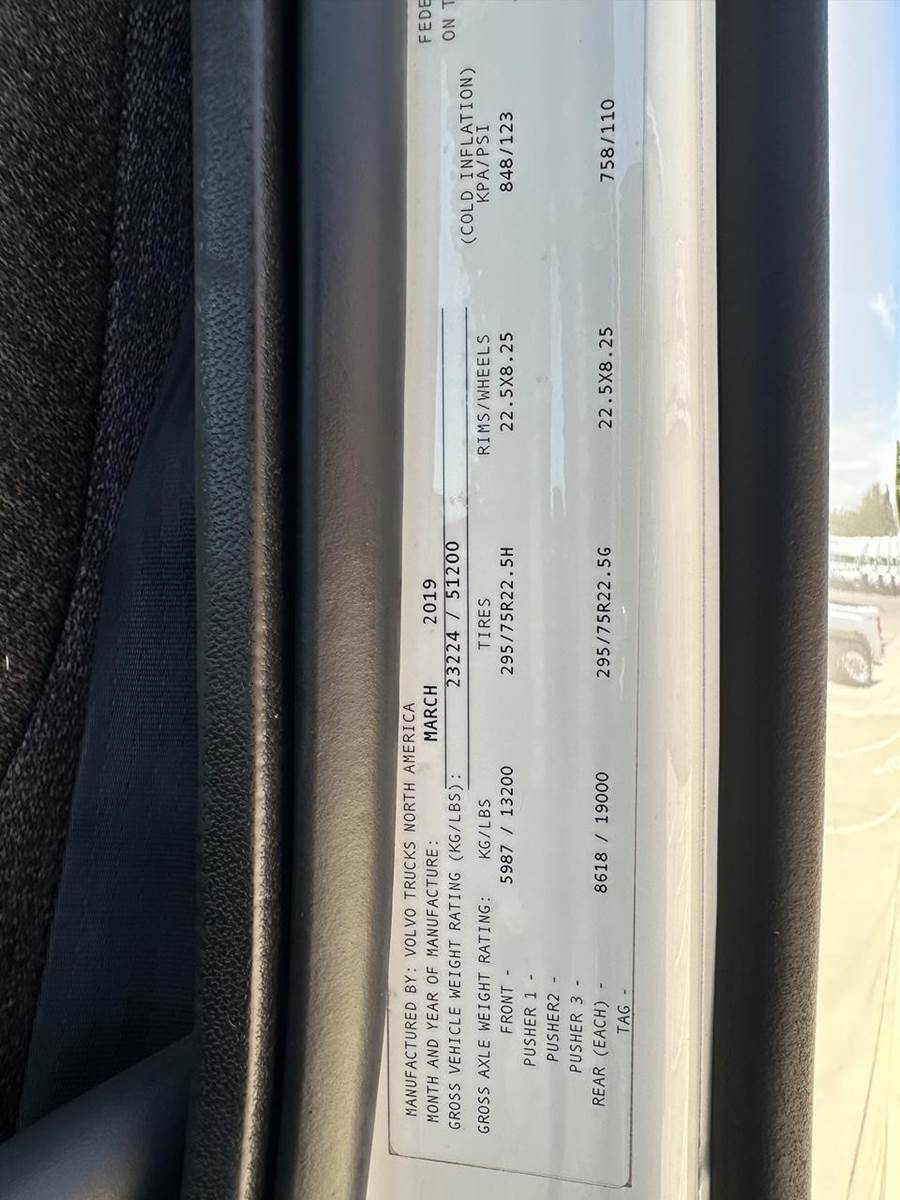 MANUFACTURED BY: VOLVO TRUCKS NORTH AMERICA
MONTH AND YEAR OF MANUFACTURE: MARCH 2019
GROSS VEHICLE WEIGHT RATING (KG/LBS): 23224 / 51200
(COLD INFLATION)
GROSS AXLE WEIGHT RATING: KG/LBS TIRES RIMS/WHEELS KPA/PSI
FRONT - 5987 / 13200 295/75R22.5H 22.5X8.25 848/123
PUSHER 1 -
PUSHER2 -
PUSHER 3 -
REAR (EACH) - 8618 / 19000 295/75R22.5G 22.5X8.25 758/110
TAG -
ON